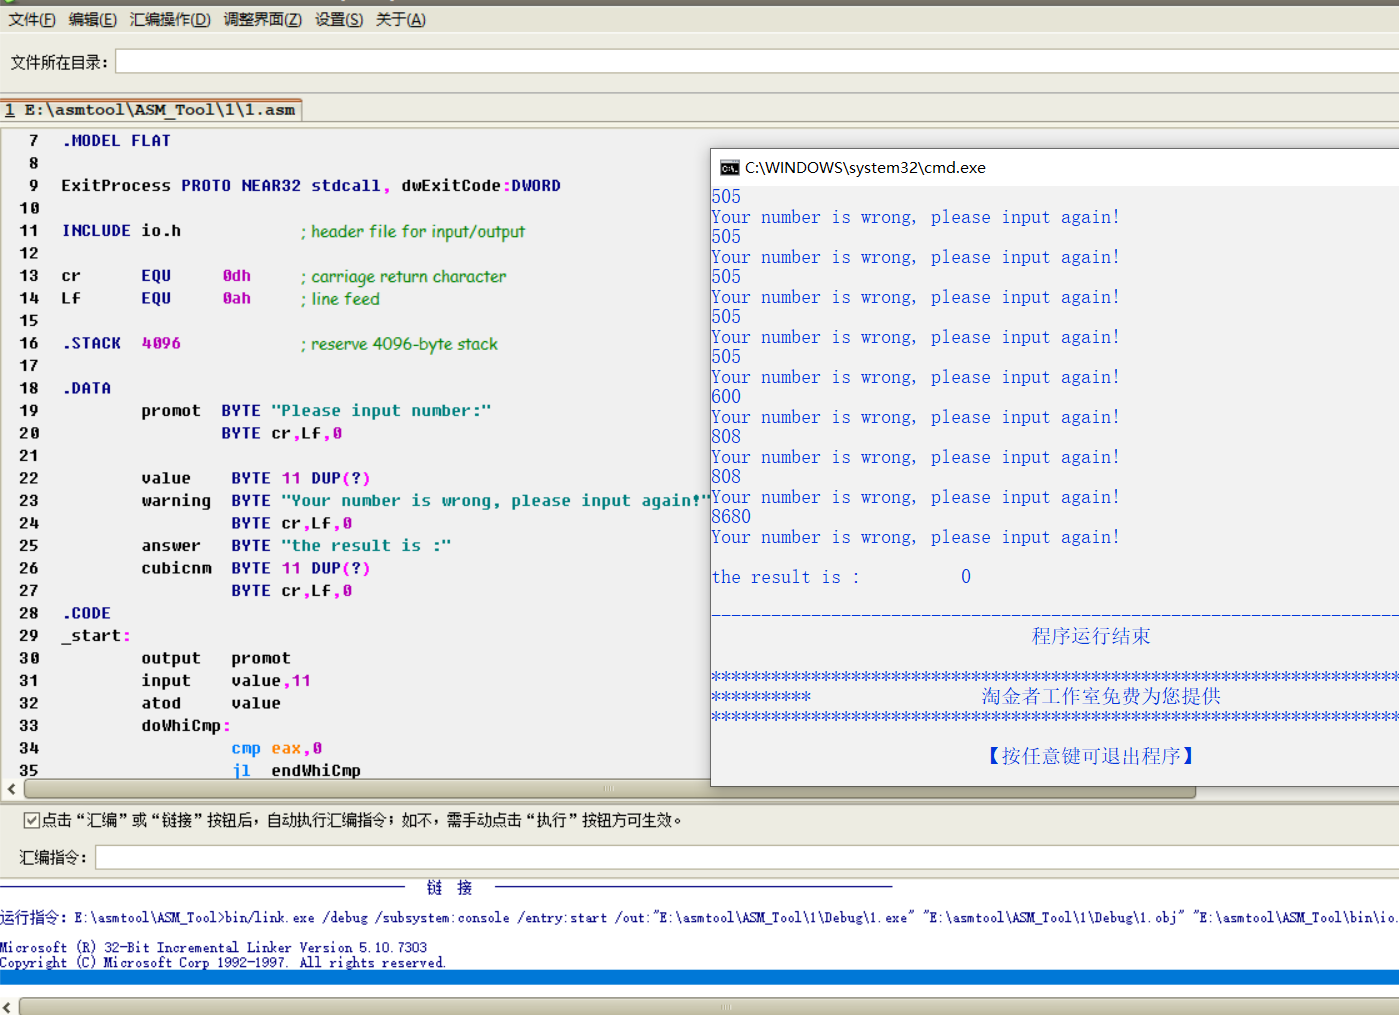 文件(F) 编辑(E) 汇编操作(D) 调整界面(Z) 设置(S) 关于(A)
文件所在目录：
1 E:\asmtool\ASM_Tool\1\1.asm
7 .MODEL FLAT
8
9 ExitProcess PROTO NEAR32 stdcall, dwExitCode:DWORD
10
11 INCLUDE io.h ; header file for input/output
12
13 cr EQU 0dh ; carriage return character
14 Lf EQU 0ah ; line feed
15
16 .STACK 4096 ; reserve 4096-byte stack
17
18 .DATA
19 promot BYTE "Please input number:"
20 BYTE cr,Lf,0
21
22 value BYTE 11 DUP(?)
23 warning BYTE "Your number is wrong, please input again!"
24 BYTE cr,Lf,0
25 answer BYTE "the result is :"
26 cubicnm BYTE 11 DUP(?)
27 BYTE cr,Lf,0
28 .CODE
29 _start:
30 output promot
31 input value,11
32 atod value
33 doWhiCmp:
34 cmp eax,0
35 jl endWhiCmp
C:\WINDOWS\system32\cmd.exe
505
Your number is wrong, please input again!
505
Your number is wrong, please input again!
505
Your number is wrong, please input again!
505
Your number is wrong, please input again!
505
Your number is wrong, please input again!
600
Your number is wrong, please input again!
808
Your number is wrong, please input again!
808
Your number is wrong, please input again!
8680
Your number is wrong, please input again!
the result is : 0
程序运行结束
**********************************************************************
********** 淘金者工作室免费为您提供
**********************************************************************
【按任意键可退出程序】
点击“汇编”或“链接”按钮后，自动执行汇编指令；如不，需手动点击“执行”按钮方可生效。
汇编指令：
链 接
运行指令：E:\asmtool\ASM_Tool>bin/link.exe /debug /subsystem:console /entry:start /out:"E:\asmtool\ASM_Tool\1\Debug\1.exe" "E:\asmtool\ASM_Tool\1\Debug\1.obj" "E:\asmtool\ASM_Tool\bin\io.
Microsoft (R) 32-Bit Incremental Linker Version 5.10.7303
Copyright (C) Microsoft Corp 1992-1997. All rights reserved.